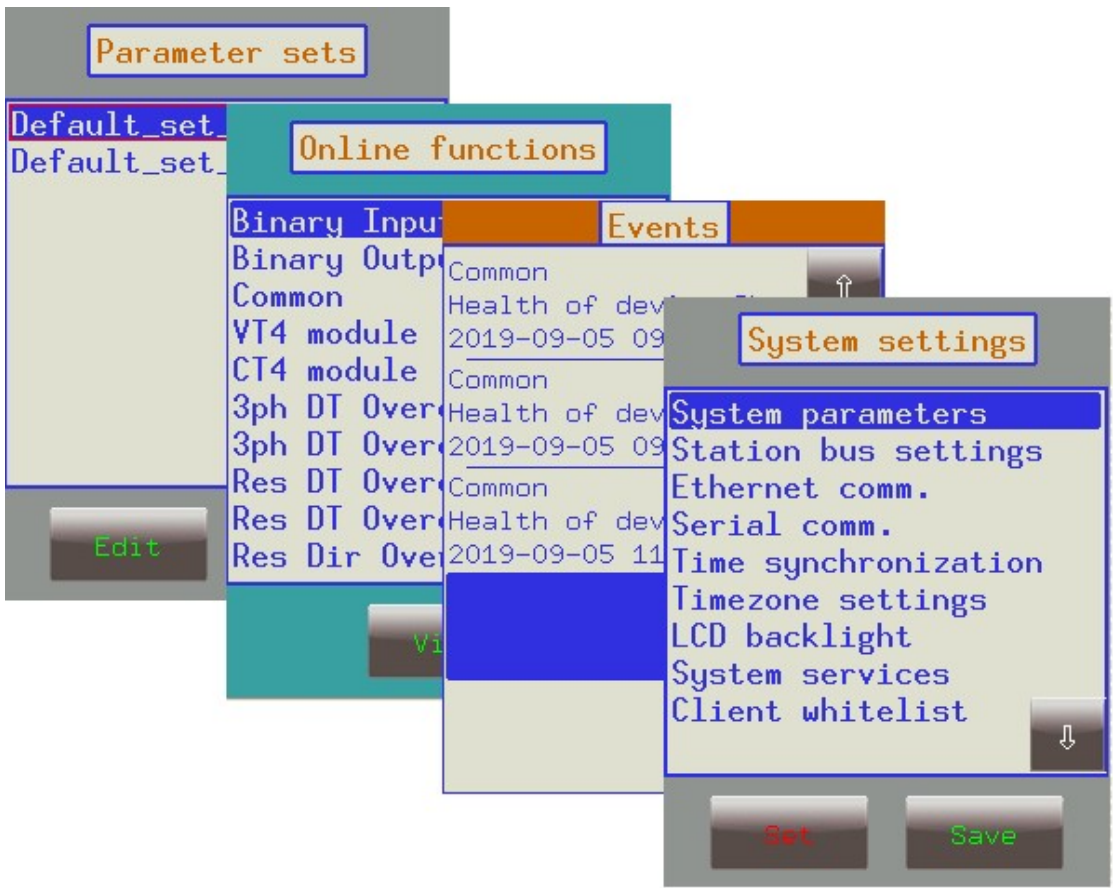 Parameter sets
Default_set_
Default_set_
Edit
Online functions
Binary Inpu
Binary Outp
Common
VT4 module
CT4 module
3ph DT Over
3ph DT Over
Res DT Over
Res DT Over
Res Dir Ove
Vi
Events
Common
Health of dev
2019-09-05 09
Common
Health of dev
2019-09-05 09
Common
Health of dev
2019-09-05 11
System settings
System parameters
Station bus settings
Ethernet comm.
Serial comm.
Time synchronization
Timezone settings
LCD backlight
System services
Client whitelist
Set
Save